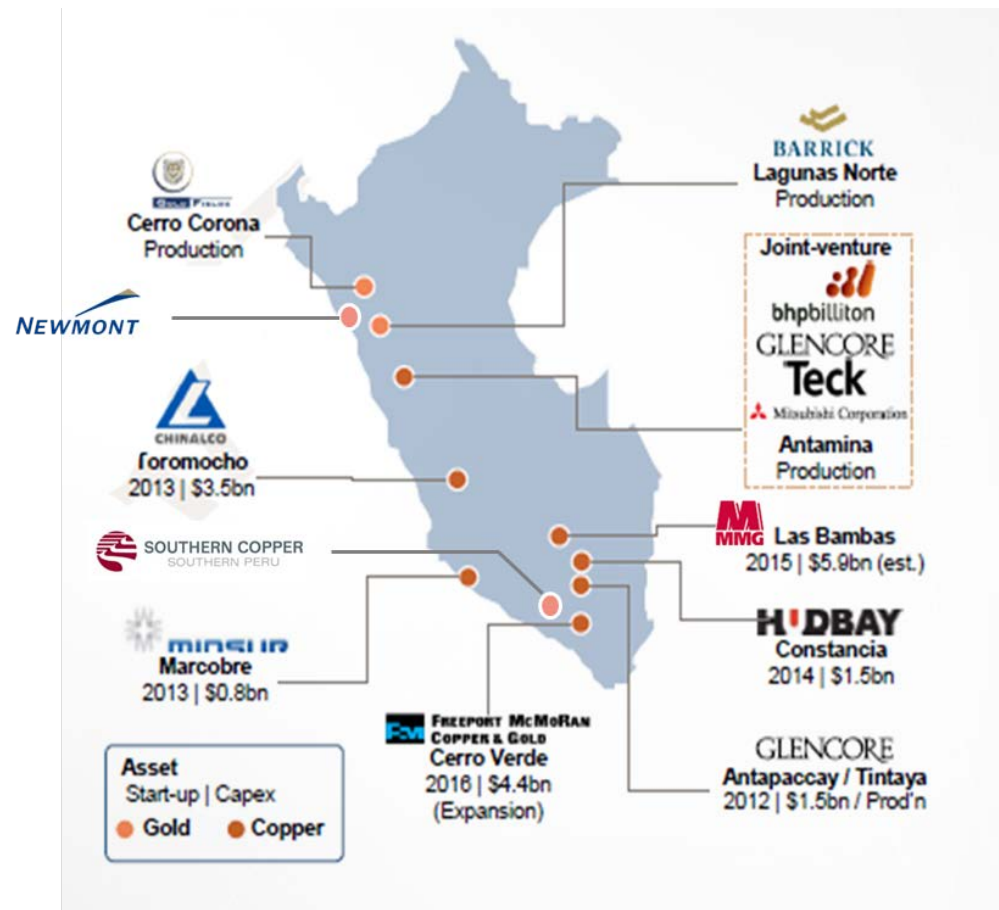 GOLD FIELDS
Cerro Corona
Production
NEWMONT
CHINALCO
Toromocho
2013 | $3.5bn
SOUTHERN COPPER
SOUTHERN PERU
MINSUR
Marcobre
2013 | $0.8bn
Asset
Start-up | Capex
Gold
Copper
FREEPORT MCMORAN
COPPER & GOLD
Cerro Verde
2016 | $4.4bn
(Expansion)
BARRICK
Lagunas Norte
Production
Joint-venture
bhpbilliton
GLENCORE
Teck
Mitsubishi Corporation
Antamina
Production
MMG
Las Bambas
2015 | $5.9bn (est.)
HUDBAY
Constancia
2014 | $1.5bn
GLENCORE
Antapaccay / Tintaya
2012 | $1.5bn / Prod'n